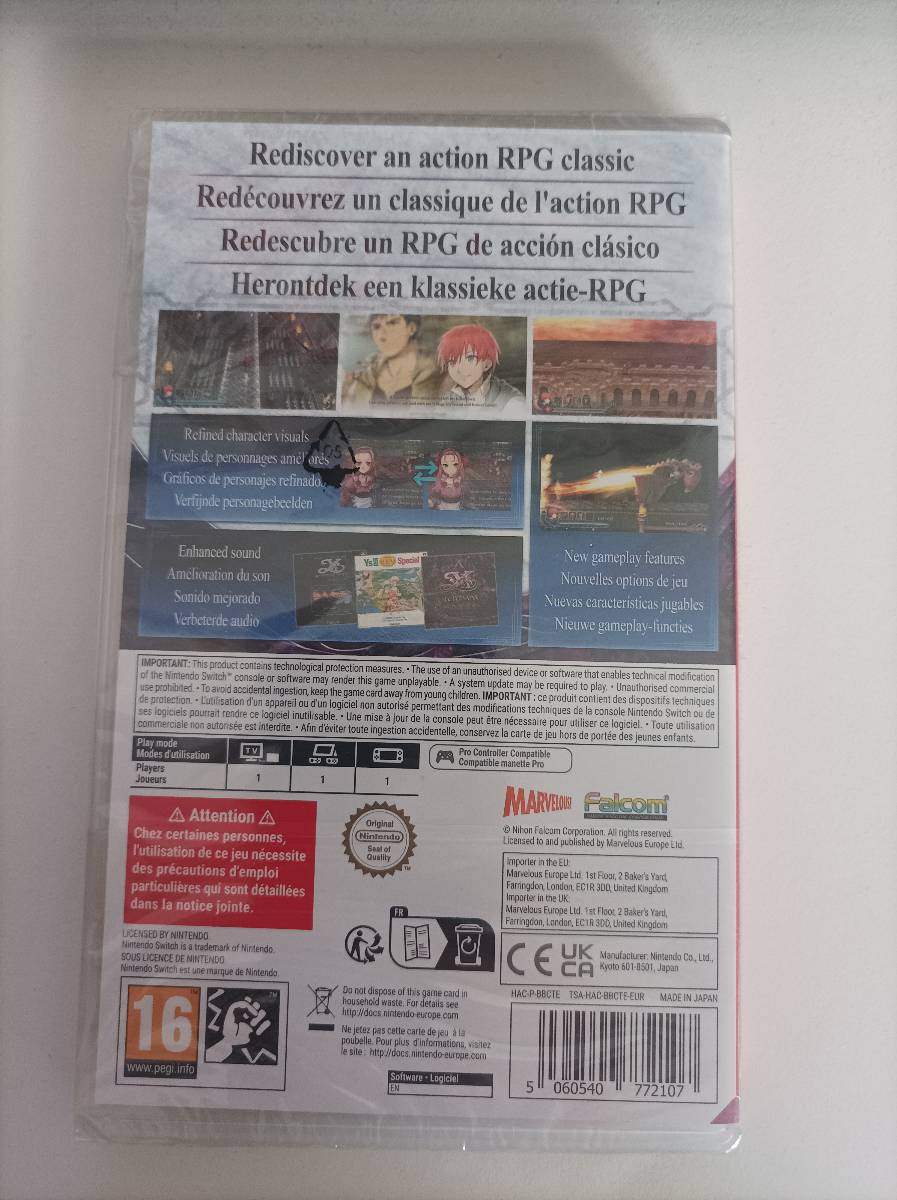 Rediscover an action RPG classic
Redécouvrez un classique de l'action RPG
Redescubre un RPG de acción clásico
Herontdek een klassieke actie-RPG
Refined character visuals
Visuels de personnages améliorés
Gráficos de personajes refinado
Verfijnde personagebeelden
05
Enhanced sound
Amélioration du son
Sonido mejorado
Verbeterde audio
Ys
Special
New gameplay features
Nouvelles options de jeu
Nuevas características jugables
Nieuwe gameplay-functies
IMPORTANT: This product contains technological protection measures. • The use of an unauthorised device or software that enables technical modification
of the Nintendo Switch™ console or software may render this game unplayable. • A system update may be required to play. • Unauthorised commercial
use prohibited. • To avoid accidental ingestion, keep the game card away from young children. IMPORTANT : ce produit contient des dispositifs techniques
de protection. • L'utilisation d'un appareil ou d'un logiciel non autorisé permettant des modifications techniques de la console Nintendo Switch ou de
ses logiciels pourrait rendre ce logiciel inutilisable. • Une mise à jour de la console peut être nécessaire pour utiliser ce logiciel. • Toute utilisation
commerciale non autorisée est interdite. • Afin d'éviter toute ingestion accidentelle, conservez la carte de jeu hors de portée des jeunes enfants.
Play mode
Modes d'utilisation
TV
Players
Joueurs
1
1
1
Pro Controller Compatible
Compatible manette Pro
Attention
Chez certaines personnes,
l'utilisation de ce jeu nécessite
des précautions d'emploi
particulières qui sont détaillées
dans la notice jointe.
Original
Nintendo
Seal of
Quality
TM
MARVELOUS!
Falcom
© Nihon Falcom Corporation. All rights reserved.
Licensed to and published by Marvelous Europe Ltd.
Importer in the EU:
Marvelous Europe Ltd. 1st Floor, 2 Baker's Yard,
Farringdon, London, EC1R 3DD, United Kingdom
Importer in the UK:
Marvelous Europe Ltd. 1st Floor, 2 Baker's Yard,
Farringdon, London, EC1R 3DD, United Kingdom
FR
LICENSED BY NINTENDO.
Nintendo Switch is a trademark of Nintendo.
SOUS LICENCE DE NINTENDO.
Nintendo Switch est une marque de Nintendo.
CE
UK
CA
Manufacturer: Nintendo Co., Ltd.,
Kyoto 601-8501, Japan
HAC-P-BBCTE TSA-HAC-BBCTE-EUR MADE IN JAPAN
16
www.pegi.info
Do not dispose of this game card in
household waste. For details see
http://docs.nintendo-europe.com
Ne jetez pas cette carte de jeu à la
poubelle. Pour plus d'informations, visitez
le site : http://docs.nintendo-europe.com
Software • Logiciel
EN
5 060540 772107